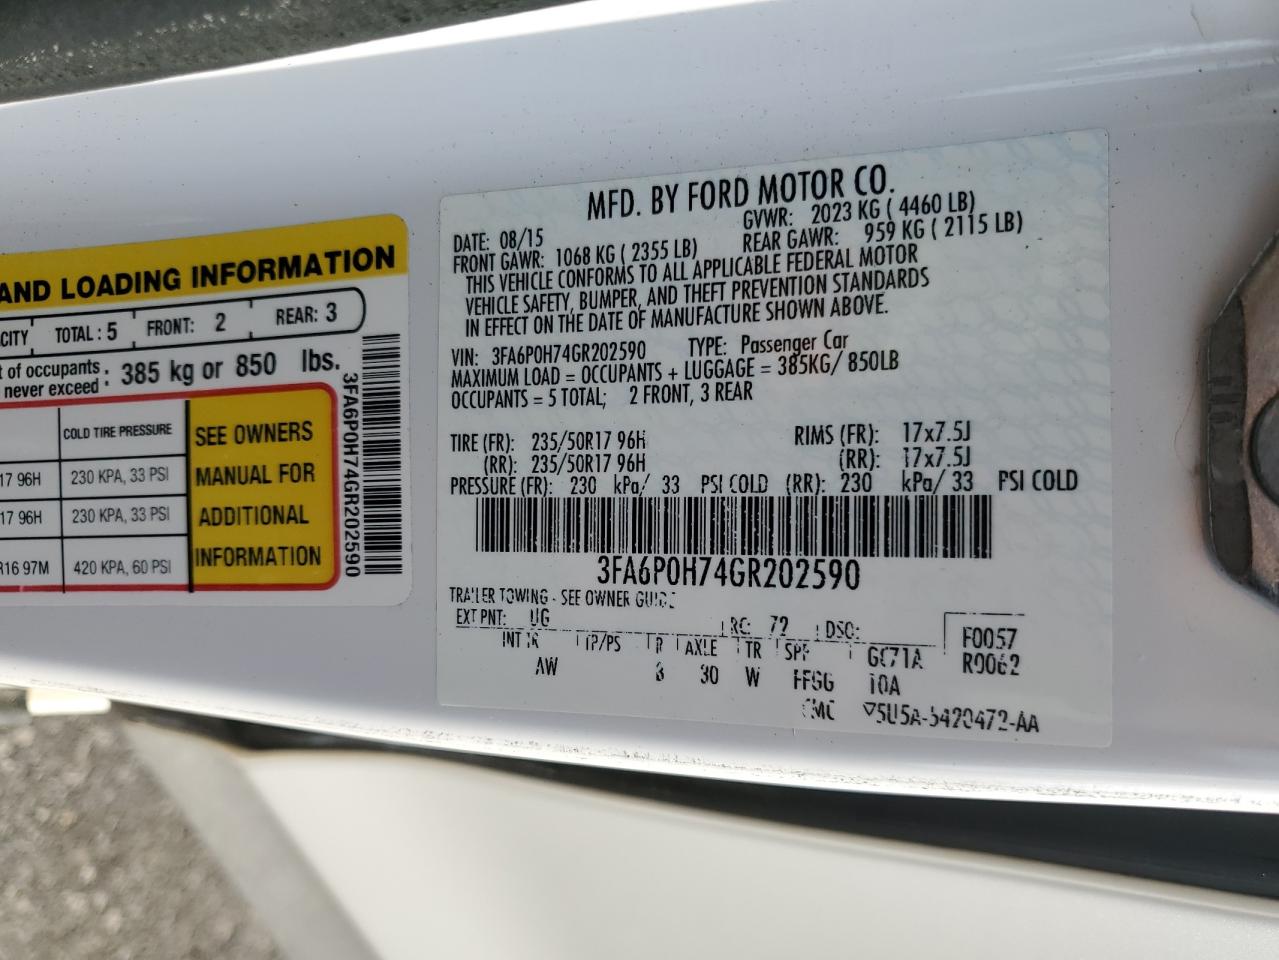 AND LOADING INFORMATION
CITY TOTAL: 5 FRONT: 2 REAR: 3
t of occupants
never exceed : 385 kg or 850 lbs.
COLD TIRE PRESSURE
17 96H 230 KPA, 33 PSI
17 96H 230 KPA, 33 PSI
R16 97M 420 KPA, 60 PSI
SEE OWNERS
MANUAL FOR
ADDITIONAL
INFORMATION
3FA6P0H74GR202590
MFD. BY FORD MOTOR CO.
DATE: 08/15 GVWR: 2023 KG ( 4460 LB)
FRONT GAWR: 1068 KG ( 2355 LB) REAR GAWR: 959 KG ( 2115 LB)
THIS VEHICLE CONFORMS TO ALL APPLICABLE FEDERAL MOTOR
VEHICLE SAFETY, BUMPER, AND THEFT PREVENTION STANDARDS
IN EFFECT ON THE DATE OF MANUFACTURE SHOWN ABOVE.
VIN: 3FA6P0H74GR202590 TYPE: Passenger Car
MAXIMUM LOAD = OCCUPANTS + LUGGAGE = 385KG/ 850LB
OCCUPANTS = 5 TOTAL; 2 FRONT, 3 REAR
TIRE (FR): 235/50R17 96H RIMS (FR): 17x7.5J
(RR): 235/50R17 96H (RR): 17x7.5J
PRESSURE (FR): 230 kPa/ 33 PSI COLD (RR): 230 kPa/ 33 PSI COLD
3FA6P0H74GR202590
TRAILER TOWING - SEE OWNER GUIDE
EXT PNT: UG RC: 72 DSO: F0057
INT TR TP/PS R AXLE TR SPR GC71A R0062
AW 30 W 10A